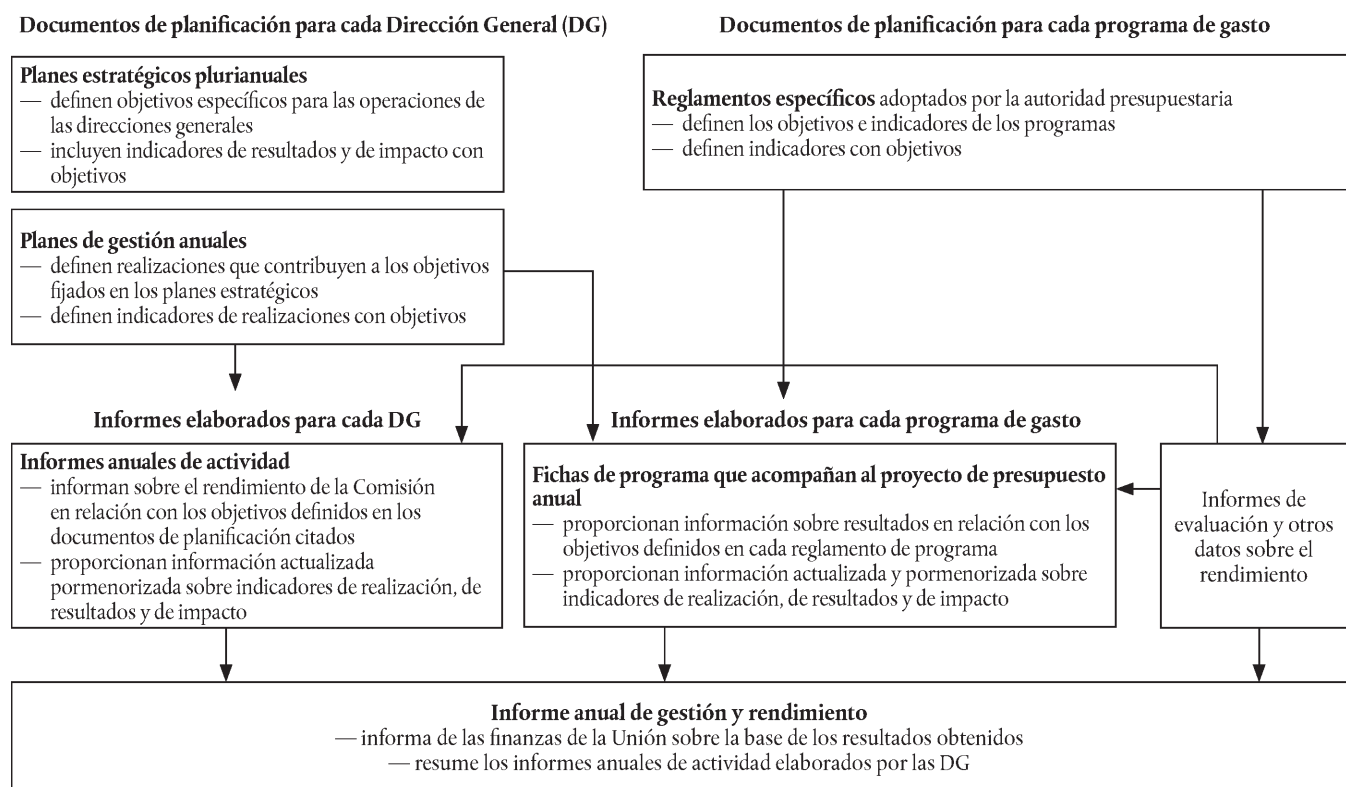 Documentos de planificación para cada Dirección General (DG)
Planes estratégicos plurianuales
— definen objetivos específicos para las operaciones de
las direcciones generales
— incluyen indicadores de resultados y de impacto con
objetivos
Planes de gestión anuales
— definen realizaciones que contribuyen a los objetivos
fijados en los planes estratégicos
— definen indicadores de realizaciones con objetivos
Documentos de planificación para cada programa de gasto
Reglamentos específicos adoptados por la autoridad presupuestaria
— definen los objetivos e indicadores de los programas
— definen indicadores con objetivos
Informes elaborados para cada DG
Informes anuales de actividad
— informan sobre el rendimiento de la Comisión
en relación con los objetivos definidos en los
documentos de planificación citados
— proporcionan información actualizada
pormenorizada sobre indicadores de realización, de
resultados y de impacto
Informes elaborados para cada programa de gasto
Fichas de programa que acompañan al proyecto de presupuesto
anual
— proporcionan información sobre resultados en relación con los
objetivos definidos en cada reglamento de programa
— proporcionan información actualizada y pormenorizada sobre
indicadores de realización, de resultados y de impacto
Informes de
evaluación y otros
datos sobre el
rendimiento
Informe anual de gestión y rendimiento
— informa de las finanzas de la Unión sobre la base de los resultados obtenidos
— resume los informes anuales de actividad elaborados por las DG